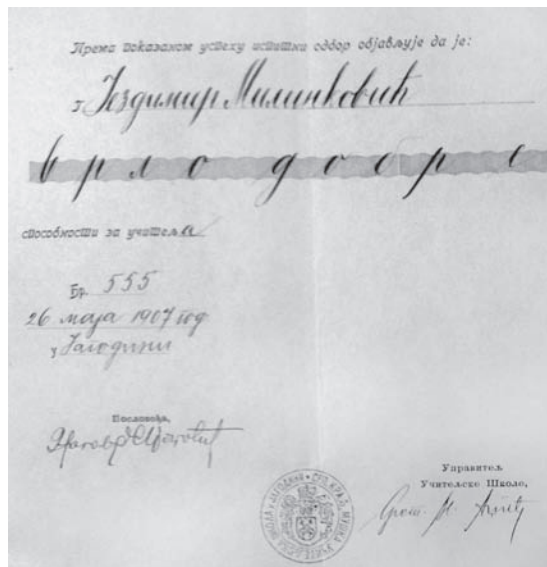 Према показаном успеху испитни одбор објављује да је:
г Јездимир Милинковић
врло добре
способности за учитеља
Бр. 555
26 маја 1907 год
у Јагодини
Пословођа,
Управитељ
Учитељске Школе,